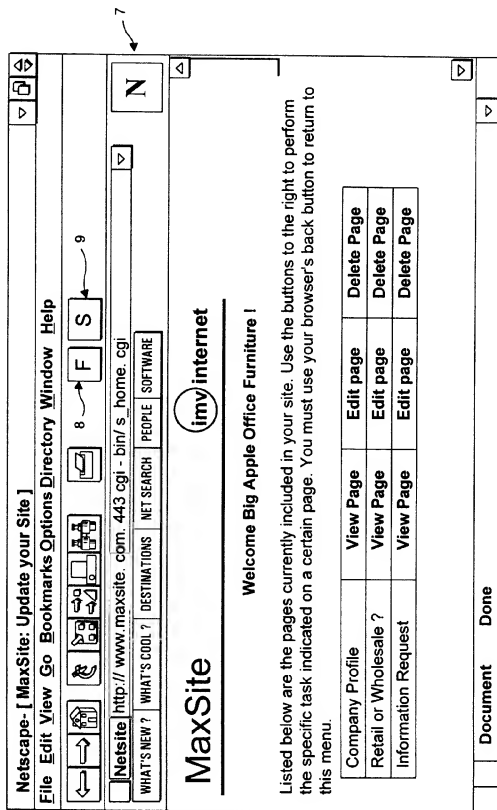 Netscape- [ MaxSite: Update your Site ]
File Edit View Go Bookmarks Options Directory Window Help
8 F S 9
7
Netsite http:// www. maxsite. com. 443 cgi - bin/ s_home. cgi
N
WHAT'S NEW ? WHAT'S COOL ? DESTINATIONS NET SEARCH PEOPLE SOFTWARE
MaxSite imv internet
Welcome Big Apple Office Furniture !
Listed below are the pages currently included in your site. Use the buttons to the right to perform
the specific task indicated on a certain page. You must use your browser's back button to return to
this menu.
Company Profile View Page Edit page Delete Page
Retail or Wholesale ? View Page Edit page Delete Page
Information Request View Page Edit page Delete Page
Document Done